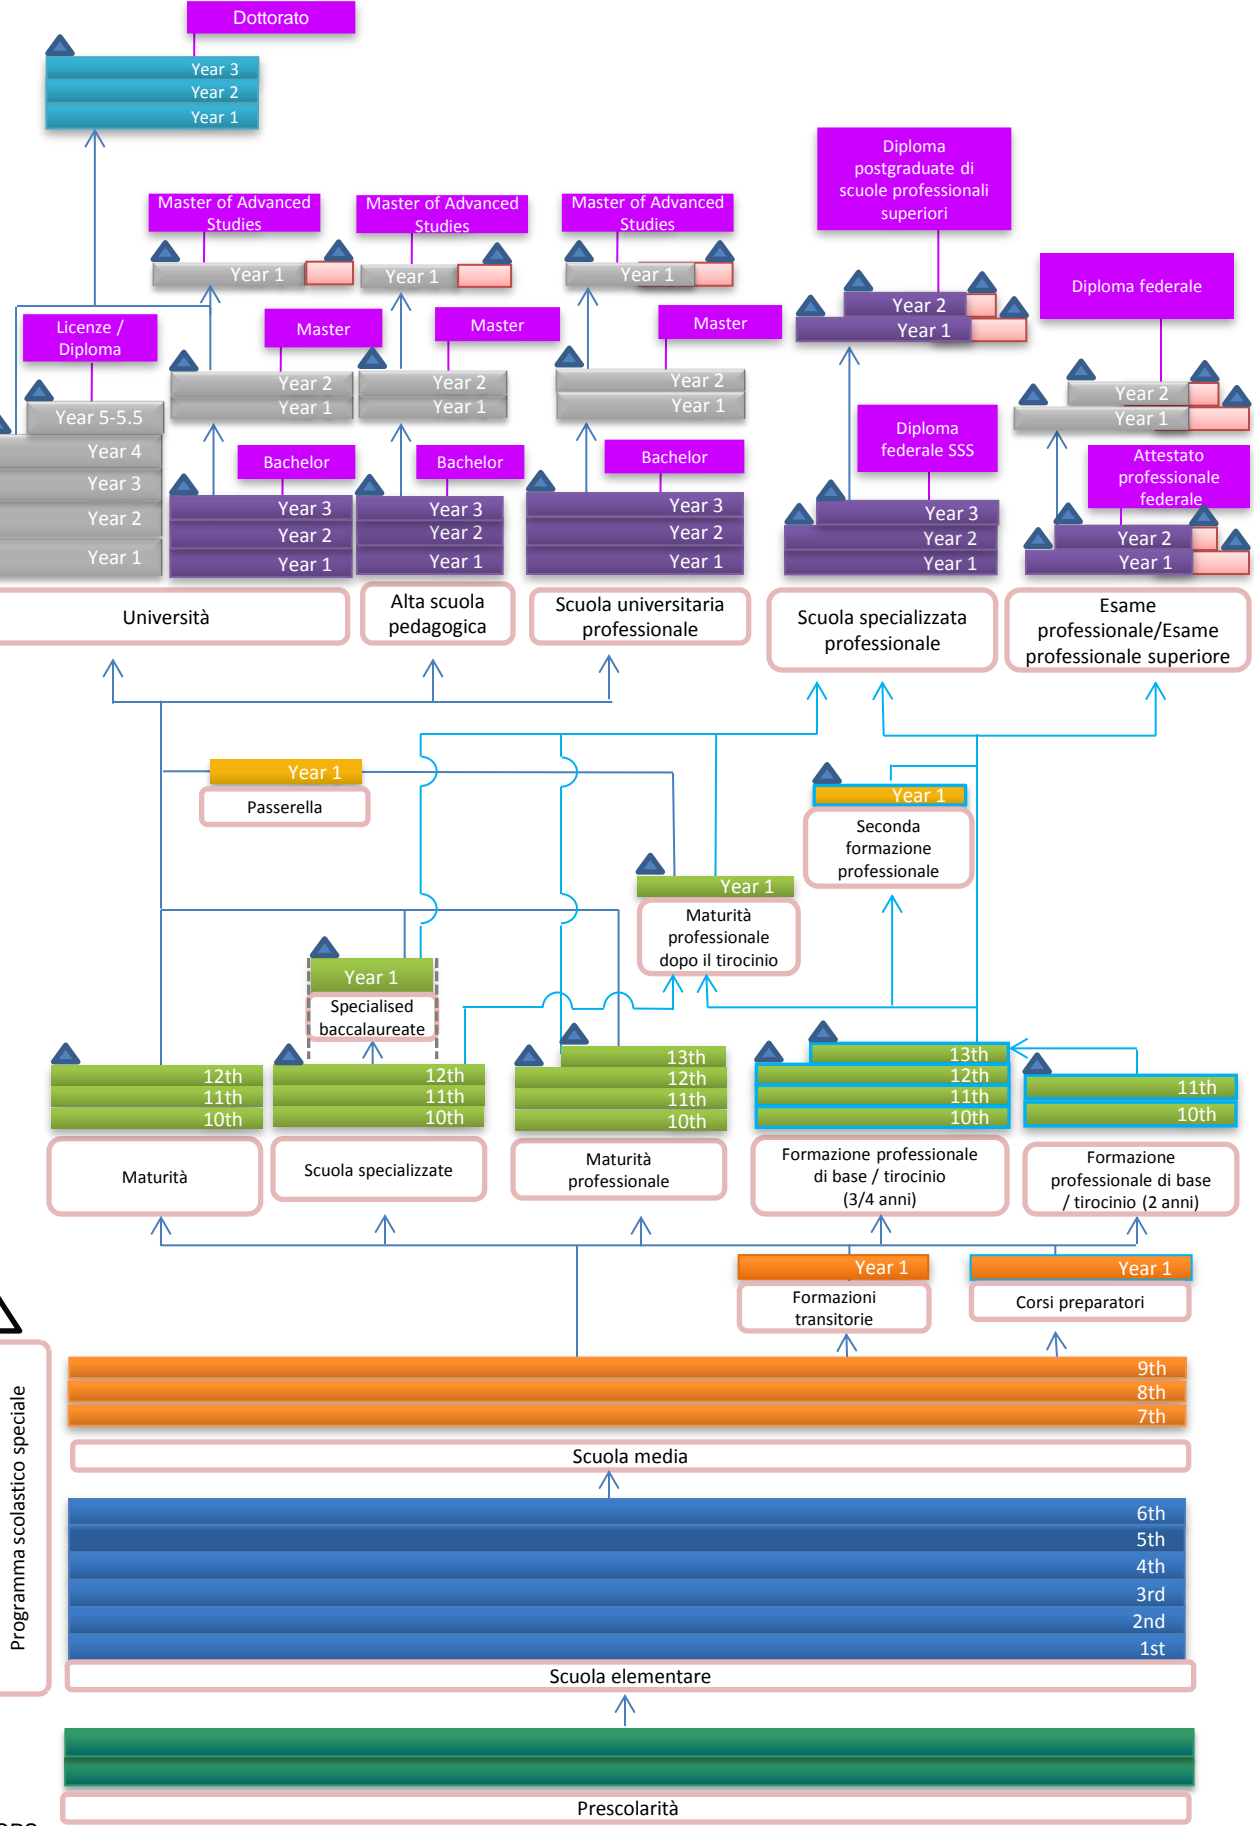 Dottorato
Year 3
Year 2
Year 1
Diploma
postgraduate di
scuole professionali
superiori
Master of Advanced
Studies
Master of Advanced
Studies
Master of Advanced
Studies
Year 1
Year 1
Year 1
Diploma federale
Year 2
Year 1
Licenze /
Diploma
Master
Master
Master
Year 2
Year 1
Year 2
Year 1
Year 2
Year 1
Year 2
Year 1
Year 5-5.5
Year 4
Year 3
Year 2
Year 1
Diploma
federale SSS
Attestato
professionale
federale
Bachelor
Bachelor
Bachelor
Year 3
Year 2
Year 1
Year 3
Year 2
Year 1
Year 3
Year 2
Year 1
Year 3
Year 2
Year 1
Year 2
Year 1
Università
Alta scuola
pedagogica
Scuola universitaria
professionale
Scuola specializzata
professionale
Esame
professionale/Esame
professionale superiore
Year 1
Passerella
Year 1
Seconda
formazione
professionale
Year 1
Maturità
professionale
dopo il tirocinio
Year 1
Specialised
baccalaureate
12th
11th
10th
12th
11th
10th
13th
12th
11th
10th
13th
12th
11th
10th
11th
10th
Maturità
Scuola specializzate
Maturità
professionale
Formazione professionale
di base / tirocinio
(3/4 anni)
Formazione
professionale di base
/ tirocinio (2 anni)
Year 1
Formazioni
transitorie
Year 1
Corsi preparatori
9th
8th
7th
Scuola media
Programma scolastico speciale
6th
5th
4th
3rd
2nd
1st
Scuola elementare
Prescolarità